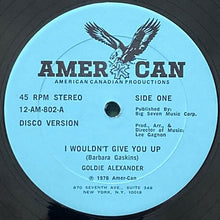 AMER CAN
AMERICAN CANADIAN PRODUCTIONS
45 RPM STEREO
SIDE ONE
12-AM-802-A
DISCO VERSION
Published By:
Big Seven Music Corp.
Prod., Arr., &
Director of Music:
Lee Gagnon
I WOULDN'T GIVE YOU UP
(Barbara Gaskins)
GOLDIE ALEXANDER
℗ 1978 Amer-Can
870 SEVENTH AVE., SUITE 348
NEW YORK, N.Y. 10019